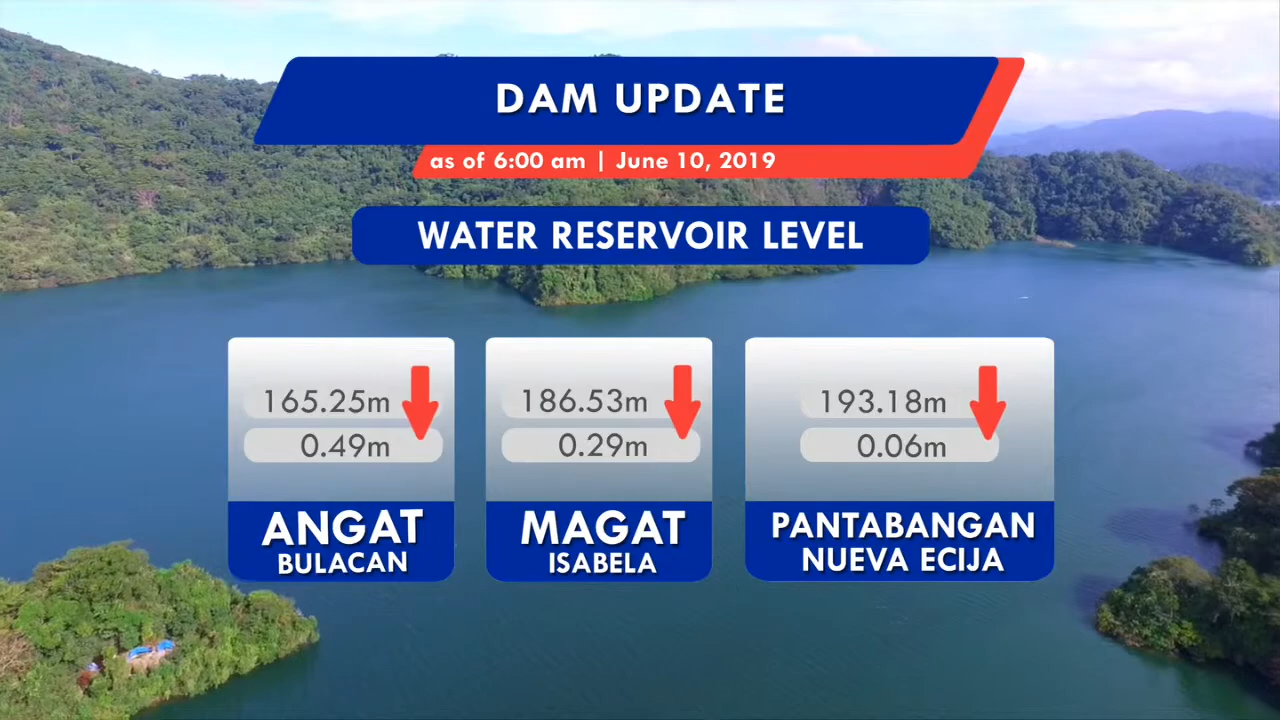 DAM UPDATE
as of 6:00 am | June 10, 2019
WATER RESERVOIR LEVEL
165.25m
0.49m
ANGAT
BULACAN
186.53m
0.29m
MAGAT
ISABELA
193.18m
0.06m
PANTABANGAN
NUEVA ECIJA